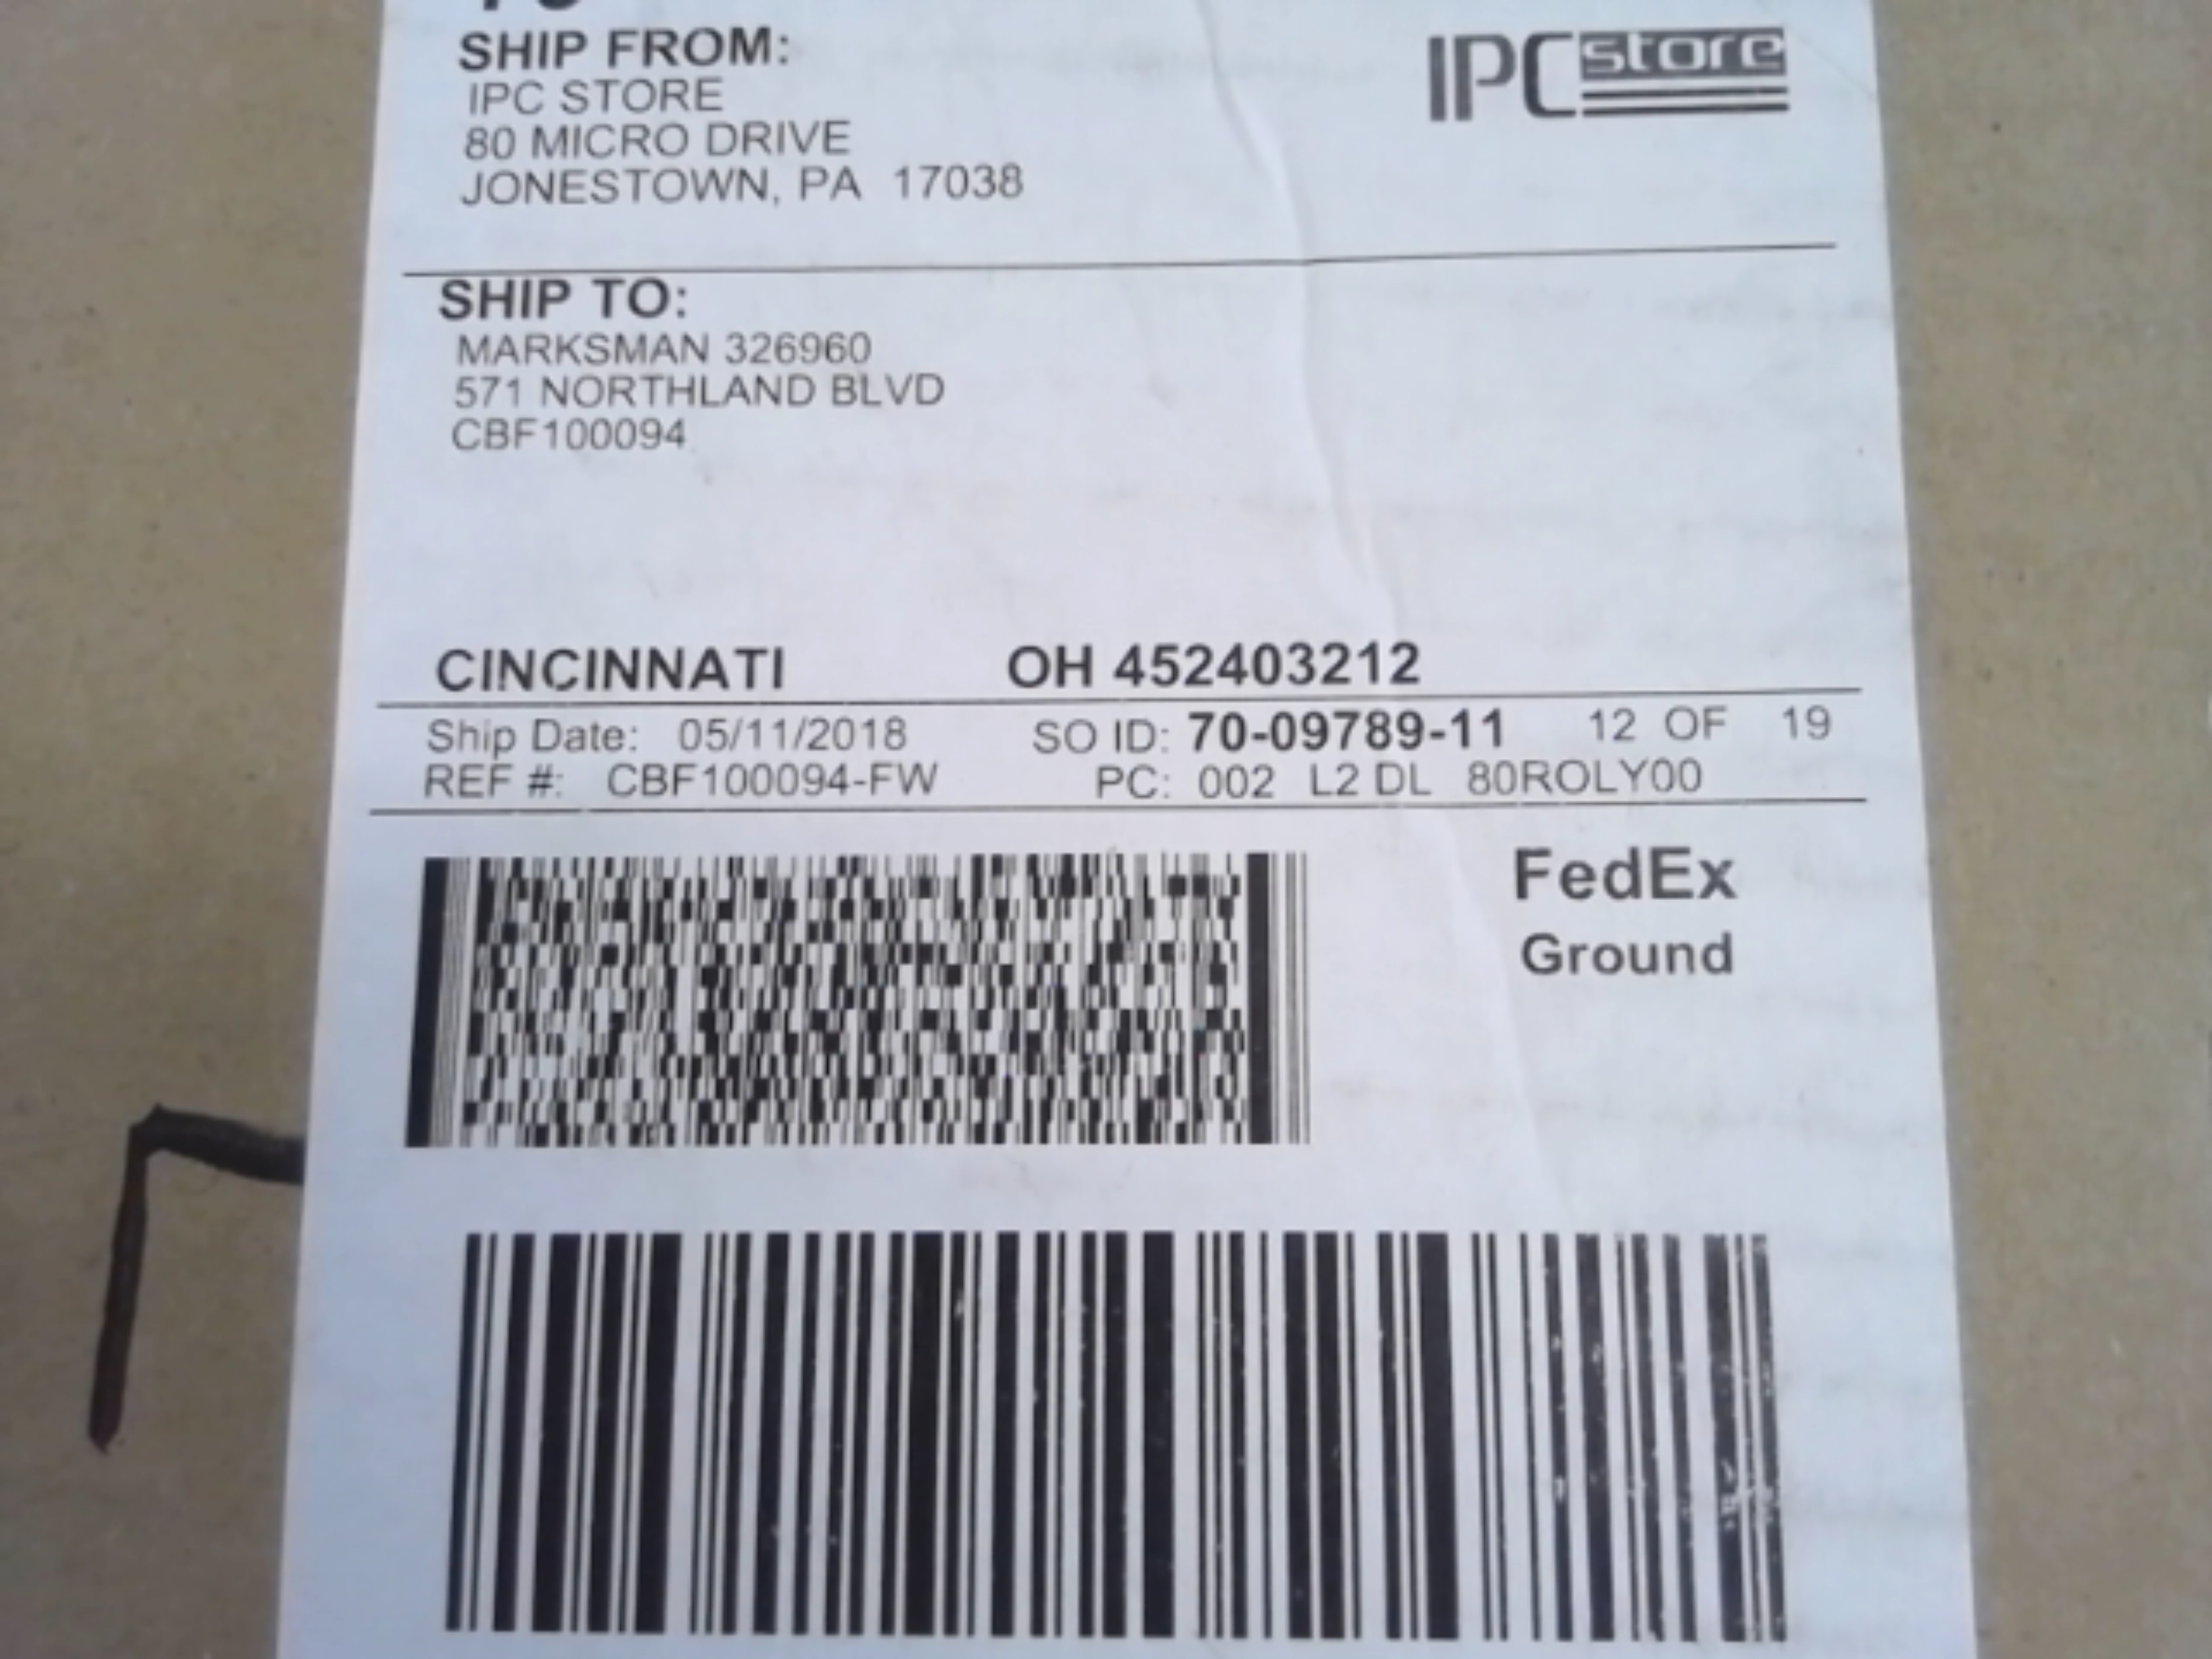 SHIP FROM:
IPC STORE
80 MICRO DRIVE
JONESTOWN, PA 17038
IPC store
SHIP TO:
MARKSMAN 326960
571 NORTHLAND BLVD
CBF100094
CINCINNATI OH 452403212
Ship Date: 05/11/2018 SO ID: 70-09789-11 12 OF 19
REF #: CBF100094-FW PC: 002 L2 DL 80ROLY00
FedEx
Ground